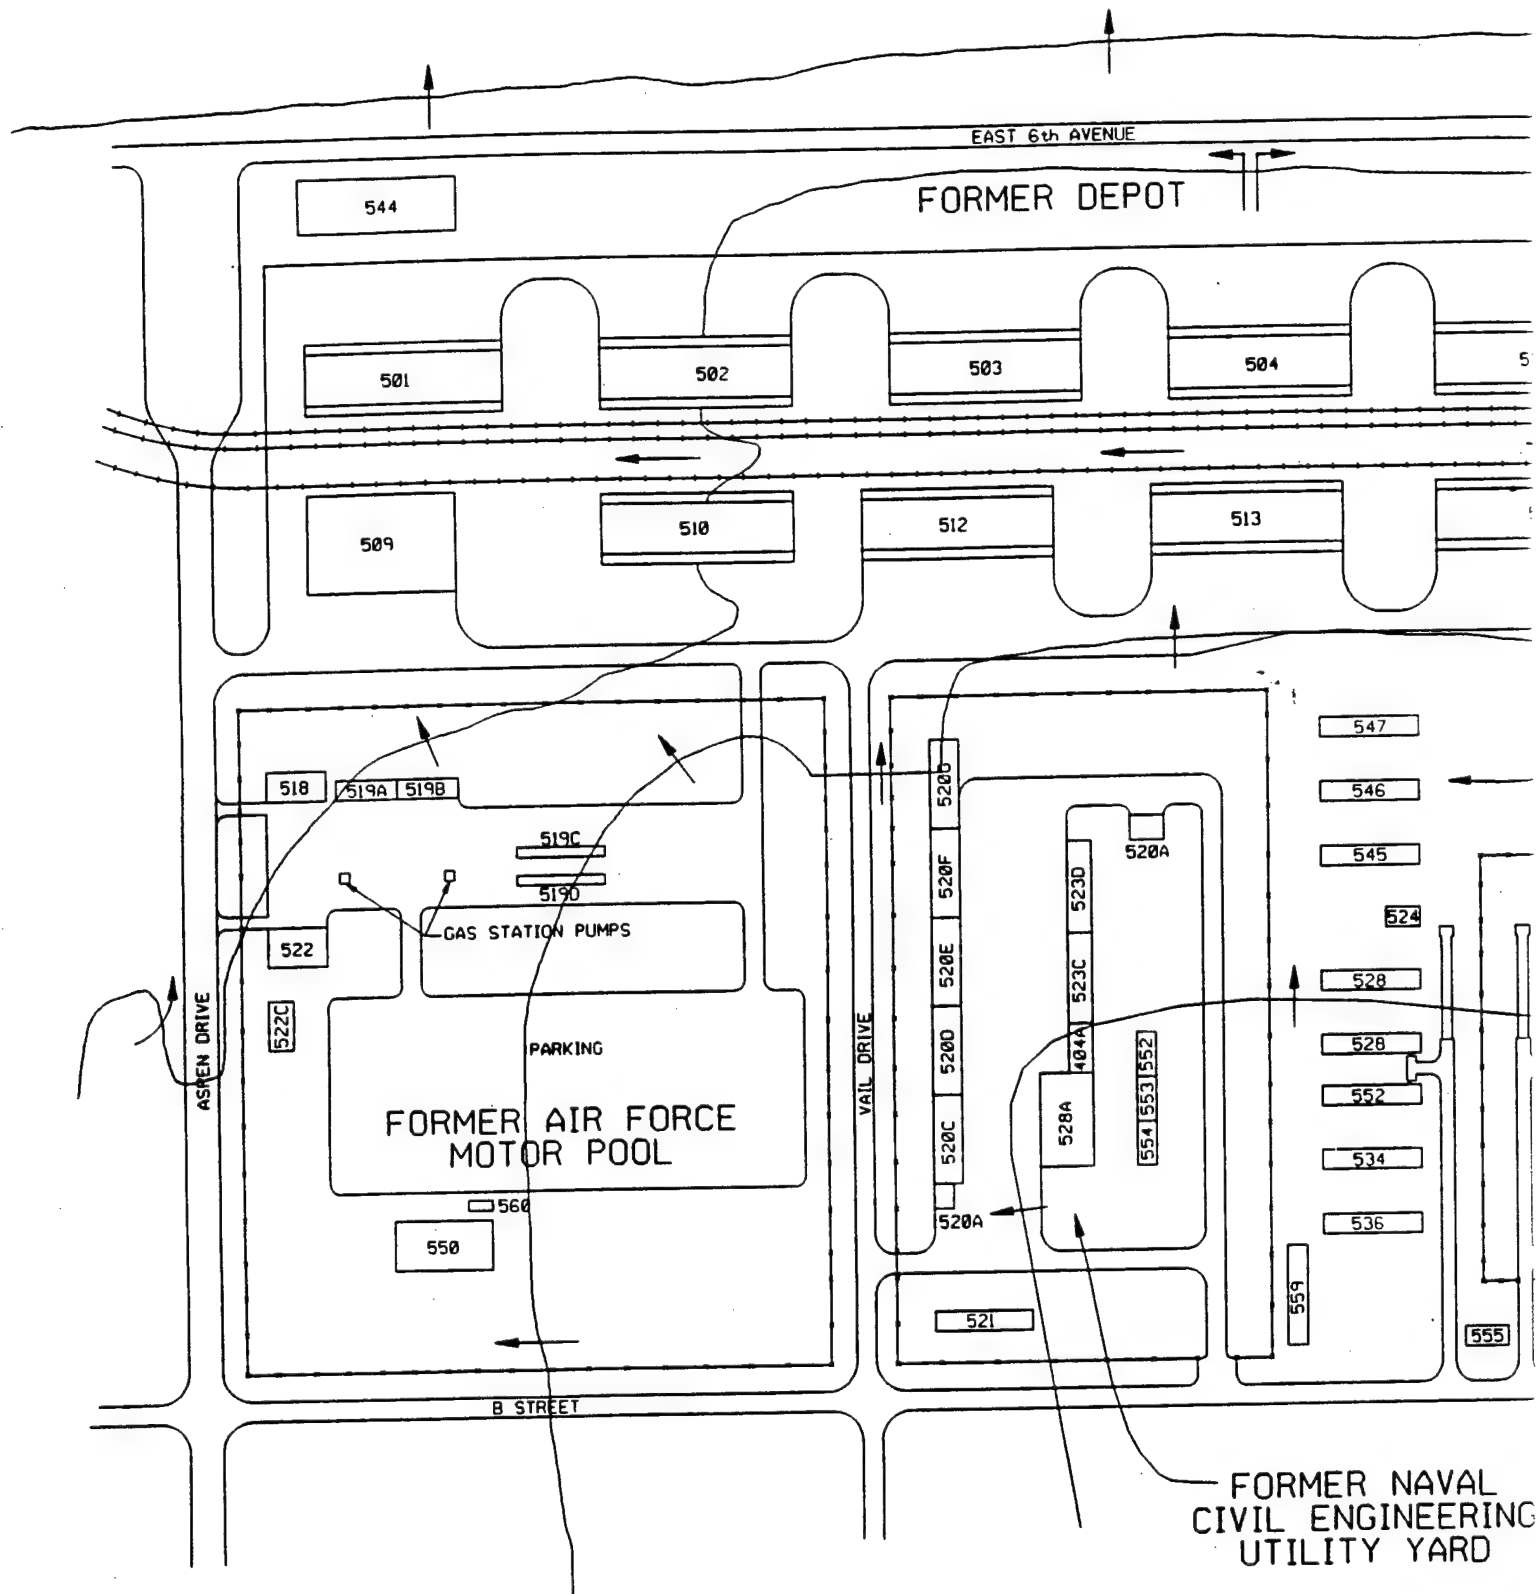 EAST 6th AVENUE
FORMER DEPOT
544
501
502
503
504
509
510
512
513
547
518
519A
519B
520G
546
519C
520A
545
520F
523D
519D
524
GAS STATION PUMPS
522
520E
523C
528
522C
ASPEN DRIVE
PARKING
VAIL DRIVE
520D
404A
552
528
553
552
FORMER AIR FORCE
MOTOR POOL
528A
520C
554
534
560
520A
536
550
559
521
555
B STREET
FORMER NAVAL
CIVIL ENGINEERING
UTILITY YARD